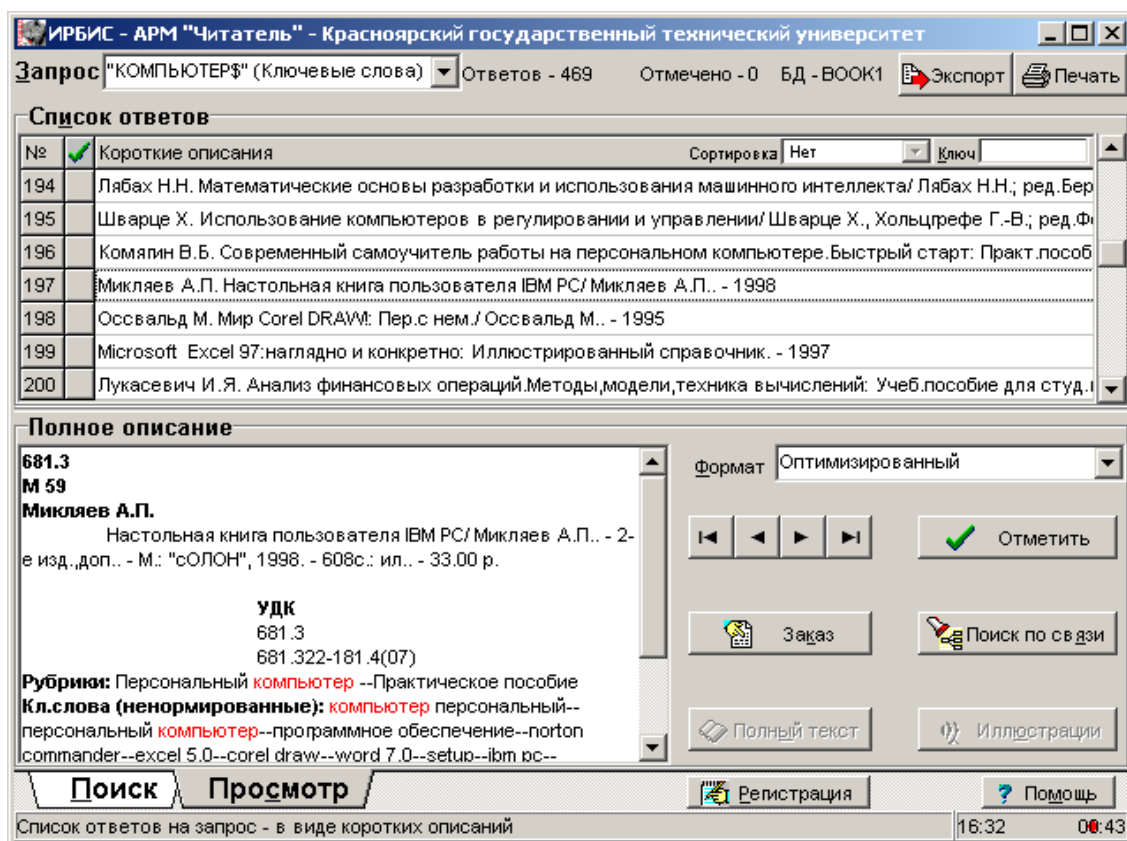 ИРБИС - АРМ "Читатель" - Красноярский государственный технический университет
Запрос "КОМПЬЮТЕР$" (Ключевые слова) Ответов - 469 Отмечено - 0 БД - BOOK1 Экспорт Печать
Список ответов
№ Короткие описания Сортировка Нет Ключ
194 Лябах Н.Н. Математические основы разработки и использования машинного интеллекта/ Лябах Н.Н.; ред.Бер
195 Шварце Х. Использование компьютеров в регулировании и управлении/ Шварце Х., Хольцгрефе Г.-В.; ред.Ф
196 Комягин В.Б. Современный самоучитель работы на персональном компьютере.Быстрый старт: Практ.пособ
197 Микляев А.П. Настольная книга пользователя IBM PC/ Микляев А.П.. - 1998
198 Оссвальд М. Мир Corel DRAW!: Пер.с нем./ Оссвальд М.. - 1995
199 Microsoft Excel 97:наглядно и конкретно: Иллюстрированный справочник. - 1997
200 Лукасевич И.Я. Анализ финансовых операций.Методы,модели,техника вычислений: Учеб.пособие для студ.
Полное описание
681.3
М 59
Микляев А.П.
Настольная книга пользователя IBM PC/ Микляев А.П.. - 2-
е изд.,доп.. - М.: "сОЛОН", 1998. - 608с.: ил.. - 33.00 р.
УДК
681.3
681.322-181.4(07)
Рубрики: Персональный компьютер --Практическое пособие
Кл.слова (ненормированные): компьютер персональный--
персональный компьютер--программное обеспечение--norton
commander--excel 5.0--corel draw--word 7.0--setup--ibm pc--
Формат Оптимизированный
Отметить
Заказ Поиск по связи
Полный текст Иллюстрации
Поиск Просмотр Регистрация Помощь
Список ответов на запрос - в виде коротких описаний 16:32 00:43